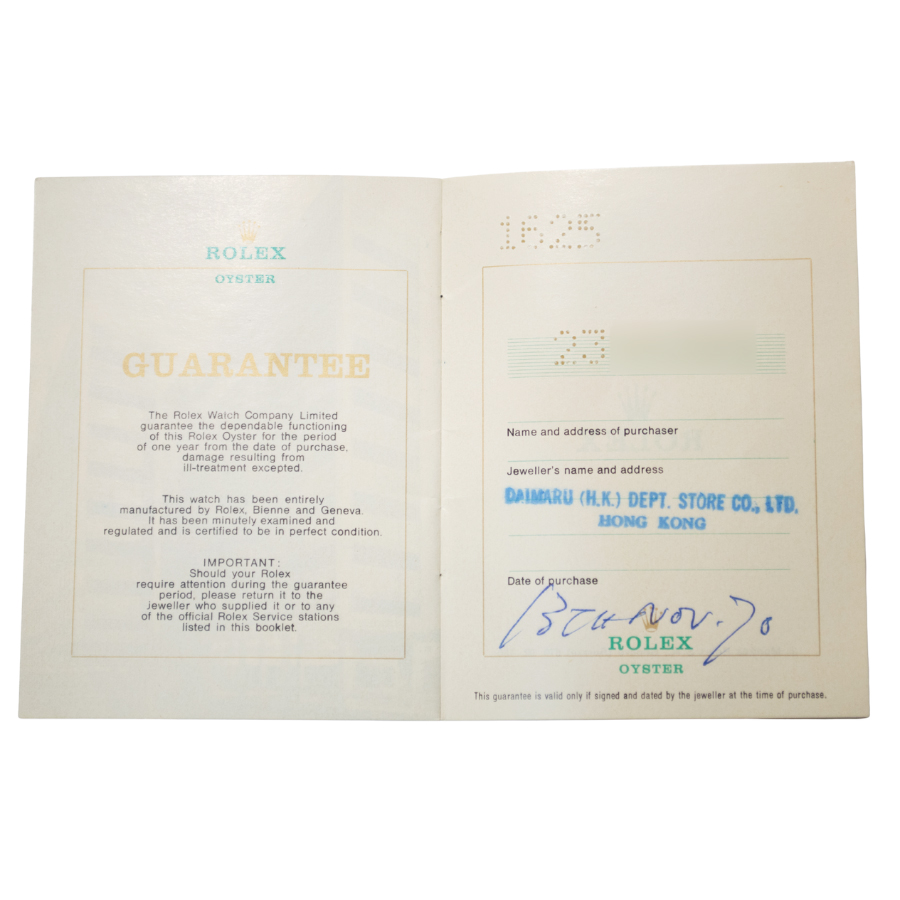 ROLEX
OYSTER
GUARANTEE
The Rolex Watch Company Limited
guarantee the dependable functioning
of this Rolex Oyster for the period
of one year from the date of purchase,
damage resulting from
ill-treatment excepted.
This watch has been entirely
manufactured by Rolex, Bienne and Geneva.
It has been minutely examined and
regulated and is certified to be in perfect condition.
IMPORTANT:
Should your Rolex
require attention during the guarantee
period, please return it to the
jeweller who supplied it or to any
of the official Rolex Service stations
listed in this booklet.
1625
23
Name and address of purchaser
Jeweller's name and address
DAIMARU (H.K.) DEPT. STORE CO., LTD.
HONG KONG
Date of purchase
13TH NOV. 70
ROLEX
OYSTER
This guarantee is valid only if signed and dated by the jeweller at the time of purchase.